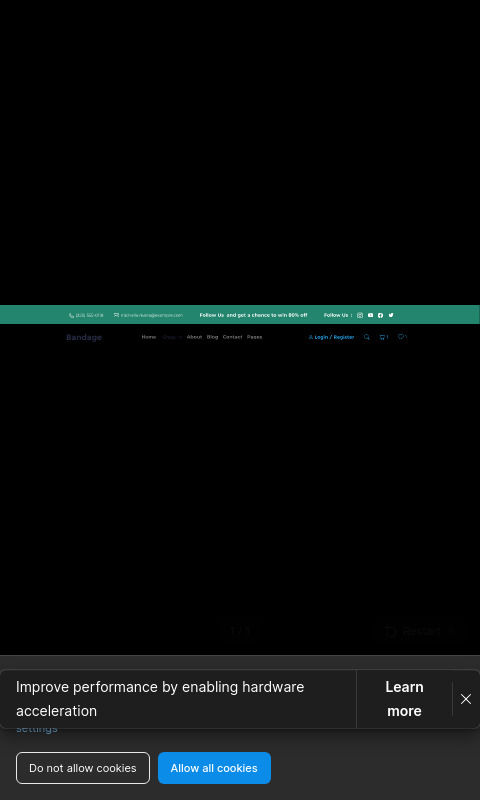 (225) 555-0118 michelle.rivera@example.com Follow Us and get a chance to win 80% off Follow Us :
Bandage Home Shop About Blog Contact Pages Login / Register 1 1
1 / 1 Restart
Improve performance by enabling hardware acceleration
Learn more
settings
Do not allow cookies Allow all cookies